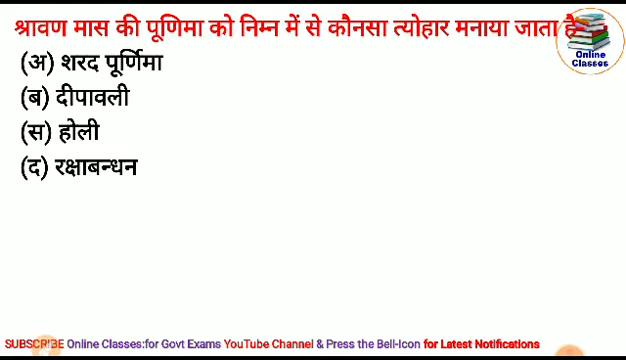 श्रावण मास की पूणिमा को निम्न में से कौनसा त्योहार मनाया जाता है
Online
Classes
(अ) शरद पूर्णिमा
(ब) दीपावली
(स) होली
(द) रक्षाबन्धन
SUBSCRIBE Online Classes:for Govt Exams YouTube Channel & Press the Bell-Icon for Latest Notifications